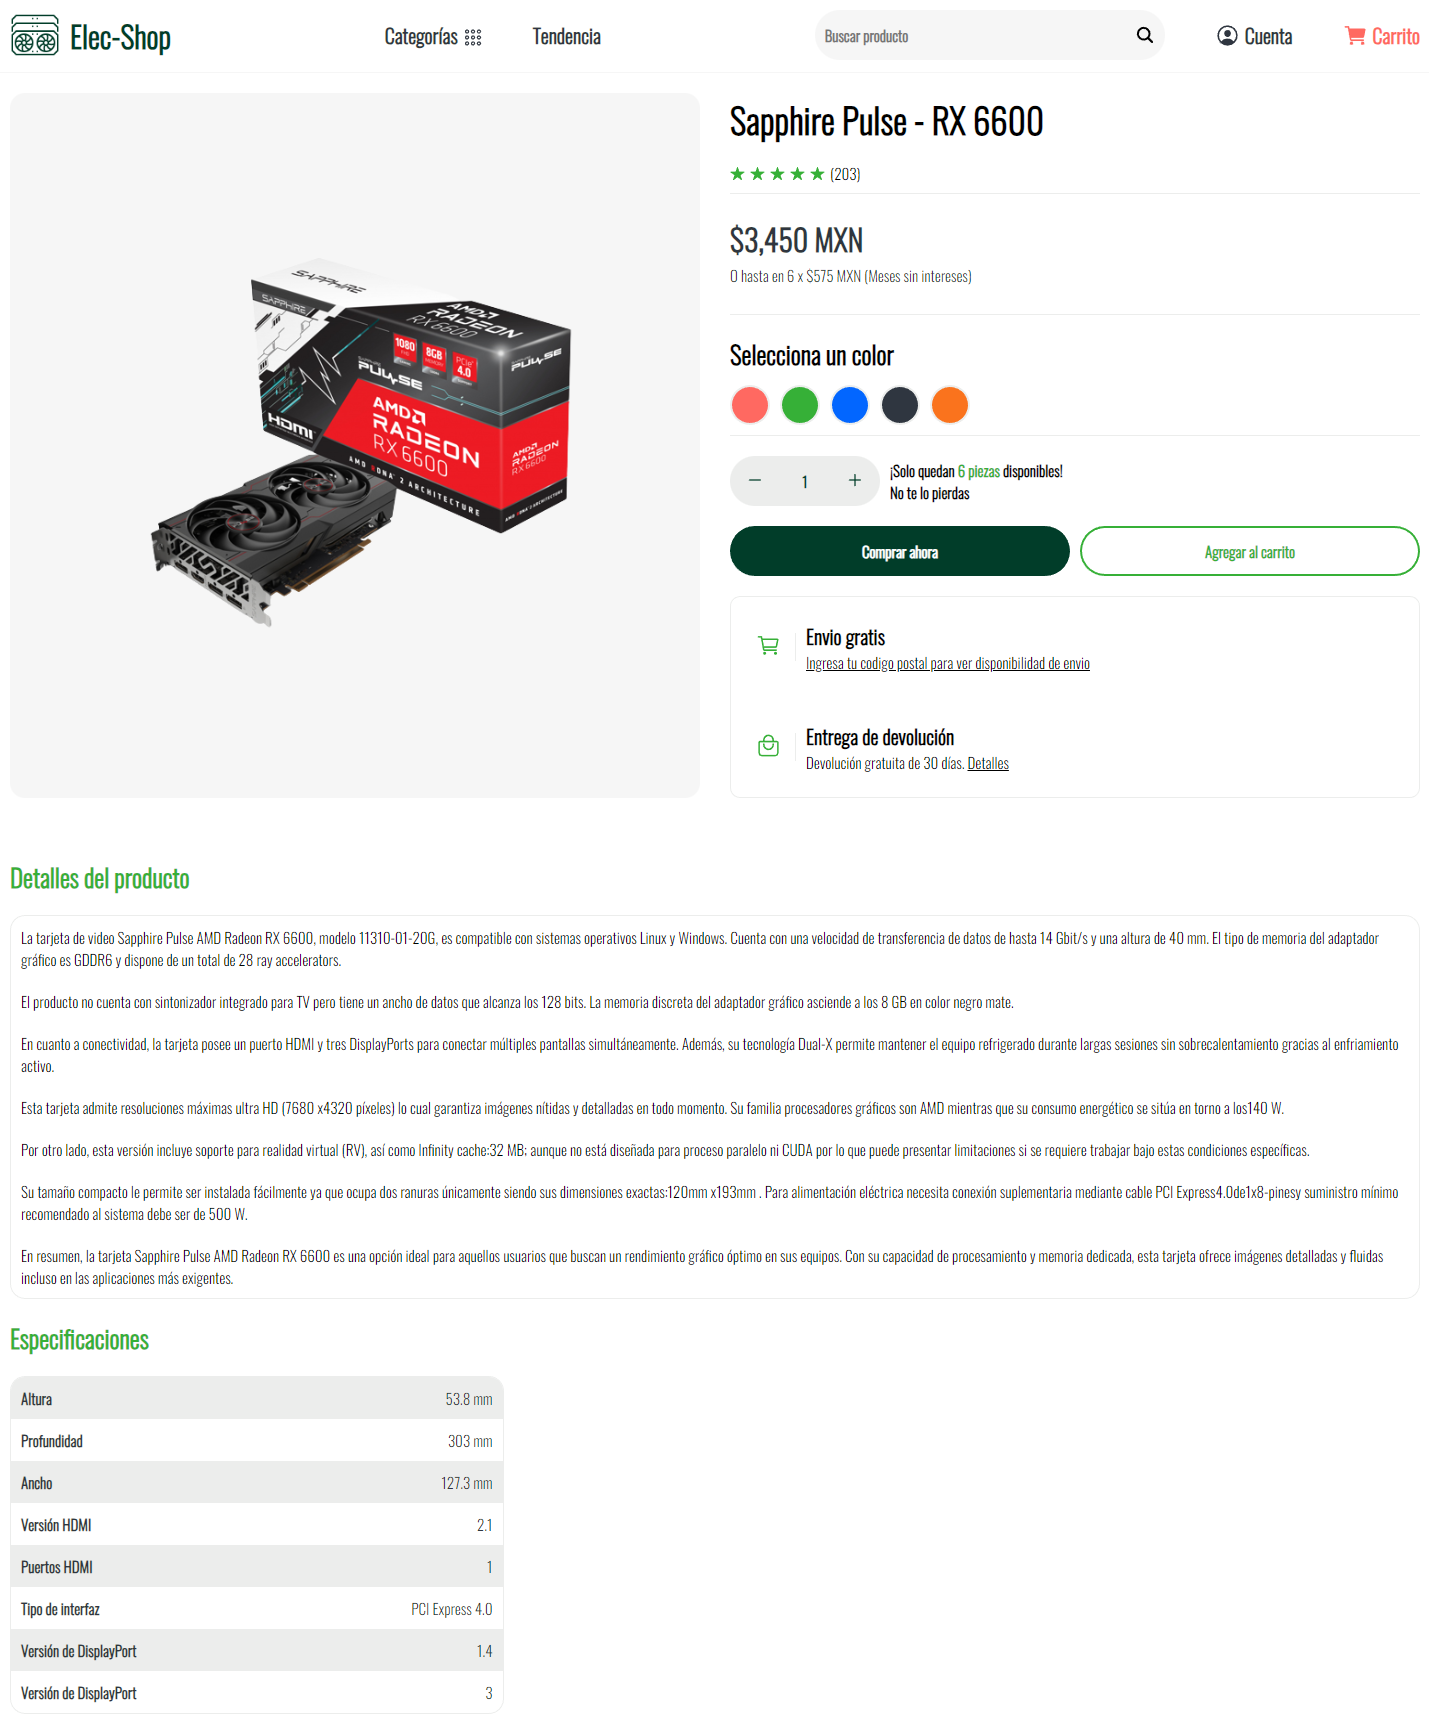 Elec-Shop
Categorías
Tendencia
Buscar producto
Cuenta
Carrito
SAPPHIRE
SAPPHIRE
AMD
RADEON
RX 6600
1080
8GB
PCIe
4.0
SAPPHIRE
PULSE
PULSE
HDMI
AMD
RADEON
RX 6600
AMD RDNA 2 ARCHITECTURE
AMD
RADEON
RX 6600
Sapphire Pulse - RX 6600
(203)
$3,450 MXN
O hasta en 6 x $575 MXN (Meses sin intereses)
Selecciona un color
− 1 +
¡Solo quedan 6 piezas disponibles!
No te lo pierdas
Comprar ahora
Agregar al carrito
Envio gratis
Ingresa tu codigo postal para ver disponibilidad de envio
Entrega de devolución
Devolución gratuita de 30 días. Detalles
Detalles del producto
La tarjeta de video Sapphire Pulse AMD Radeon RX 6600, modelo 11310-01-20G, es compatible con sistemas operativos Linux y Windows. Cuenta con una velocidad de transferencia de datos de hasta 14 Gbit/s y una altura de 40 mm. El tipo de memoria del adaptador
gráfico es GDDR6 y dispone de un total de 28 ray accelerators.
El producto no cuenta con sintonizador integrado para TV pero tiene un ancho de datos que alcanza los 128 bits. La memoria discreta del adaptador gráfico asciende a los 8 GB en color negro mate.
En cuanto a conectividad, la tarjeta posee un puerto HDMI y tres DisplayPorts para conectar múltiples pantallas simultáneamente. Además, su tecnología Dual-X permite mantener el equipo refrigerado durante largas sesiones sin sobrecalentamiento gracias al enfriamiento
activo.
Esta tarjeta admite resoluciones máximas ultra HD (7680 x4320 píxeles) lo cual garantiza imágenes nítidas y detalladas en todo momento. Su familia procesadores gráficos son AMD mientras que su consumo energético se sitúa en torno a los140 W.
Por otro lado, esta versión incluye soporte para realidad virtual (RV), así como Infinity cache:32 MB; aunque no está diseñada para proceso paralelo ni CUDA por lo que puede presentar limitaciones si se requiere trabajar bajo estas condiciones específicas.
Su tamaño compacto le permite ser instalada fácilmente ya que ocupa dos ranuras únicamente siendo sus dimensiones exactas:120mm x193mm . Para alimentación eléctrica necesita conexión suplementaria mediante cable PCI Express4.0de1x8-pinesy suministro mínimo
recomendado al sistema debe ser de 500 W.
En resumen, la tarjeta Sapphire Pulse AMD Radeon RX 6600 es una opción ideal para aquellos usuarios que buscan un rendimiento gráfico óptimo en sus equipos. Con su capacidad de procesamiento y memoria dedicada, esta tarjeta ofrece imágenes detalladas y fluidas
incluso en las aplicaciones más exigentes.
Especificaciones
Altura 53.8 mm
Profundidad 303 mm
Ancho 127.3 mm
Versión HDMI 2.1
Puertos HDMI 1
Tipo de interfaz PCI Express 4.0
Versión de DisplayPort 1.4
Versión de DisplayPort 3